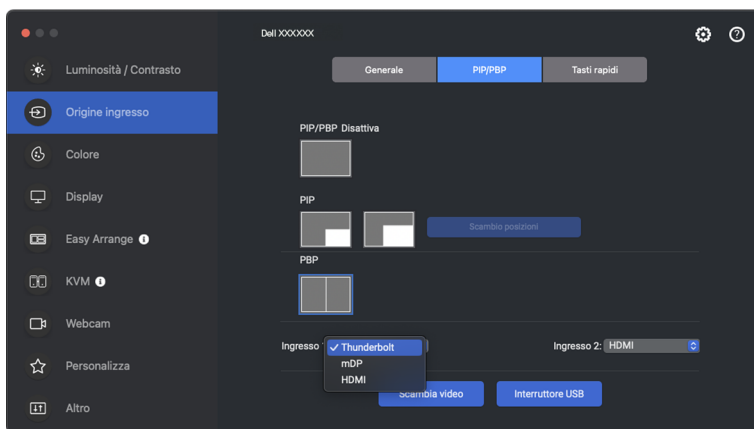 Dell XXXXXX
Luminosità / Contrasto
Origine ingresso
Colore
Display
Easy Arrange
KVM
Webcam
Personalizza
Altro
Generale
PIP/PBP
Tasti rapidi
PIP/PBP Disattiva
PIP
Scambio posizioni
PBP
Ingresso
Thunderbolt
mDP
HDMI
Ingresso 2: HDMI
Scambia video
Interruttore USB